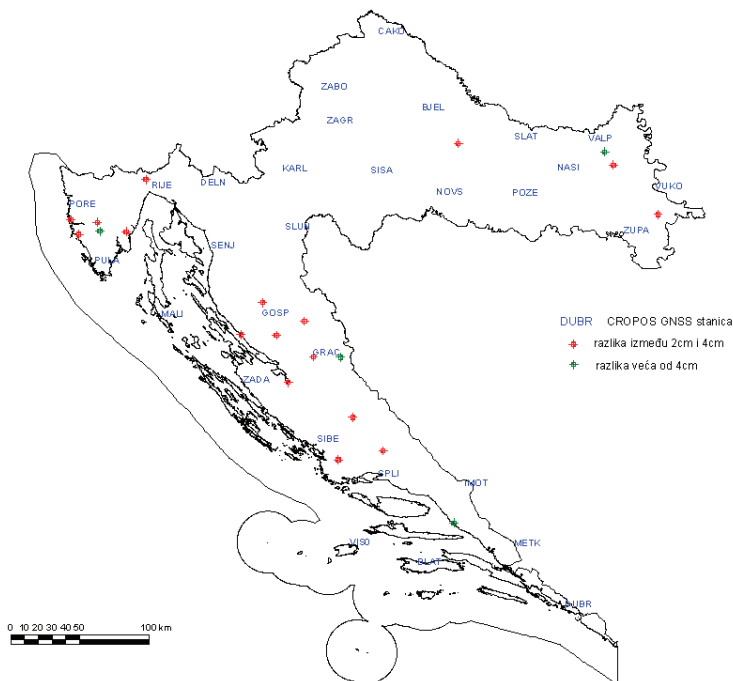 CAKO
ZABO
BJEL
ZAGR
SLAT
VALP
KARL
SISA
NASI
DELN
RIJE
VUKO
NOVS
POZE
PORE
SLUN
ZUPA
SENJ
PULA
MALI
GOSP
DUBR CROPOS GNSS stanica
razlika između 2cm i 4cm
razlika veća od 4cm
GRAC
ZADA
SIBE
SPLI
IMOT
VISO
METK
BLAT
DUBR
0 10 20 30 40 50 100 km